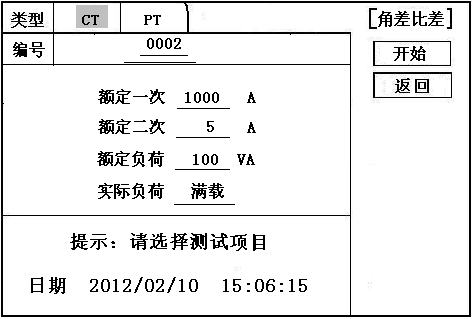 类型 CT PT [角差比差]
编号 0002 开始
返回
额定一次 1000 A
额定二次 5 A
额定负荷 100 VA
实际负荷 满载
提示：请选择测试项目
日期 2012/02/10 15:06:15